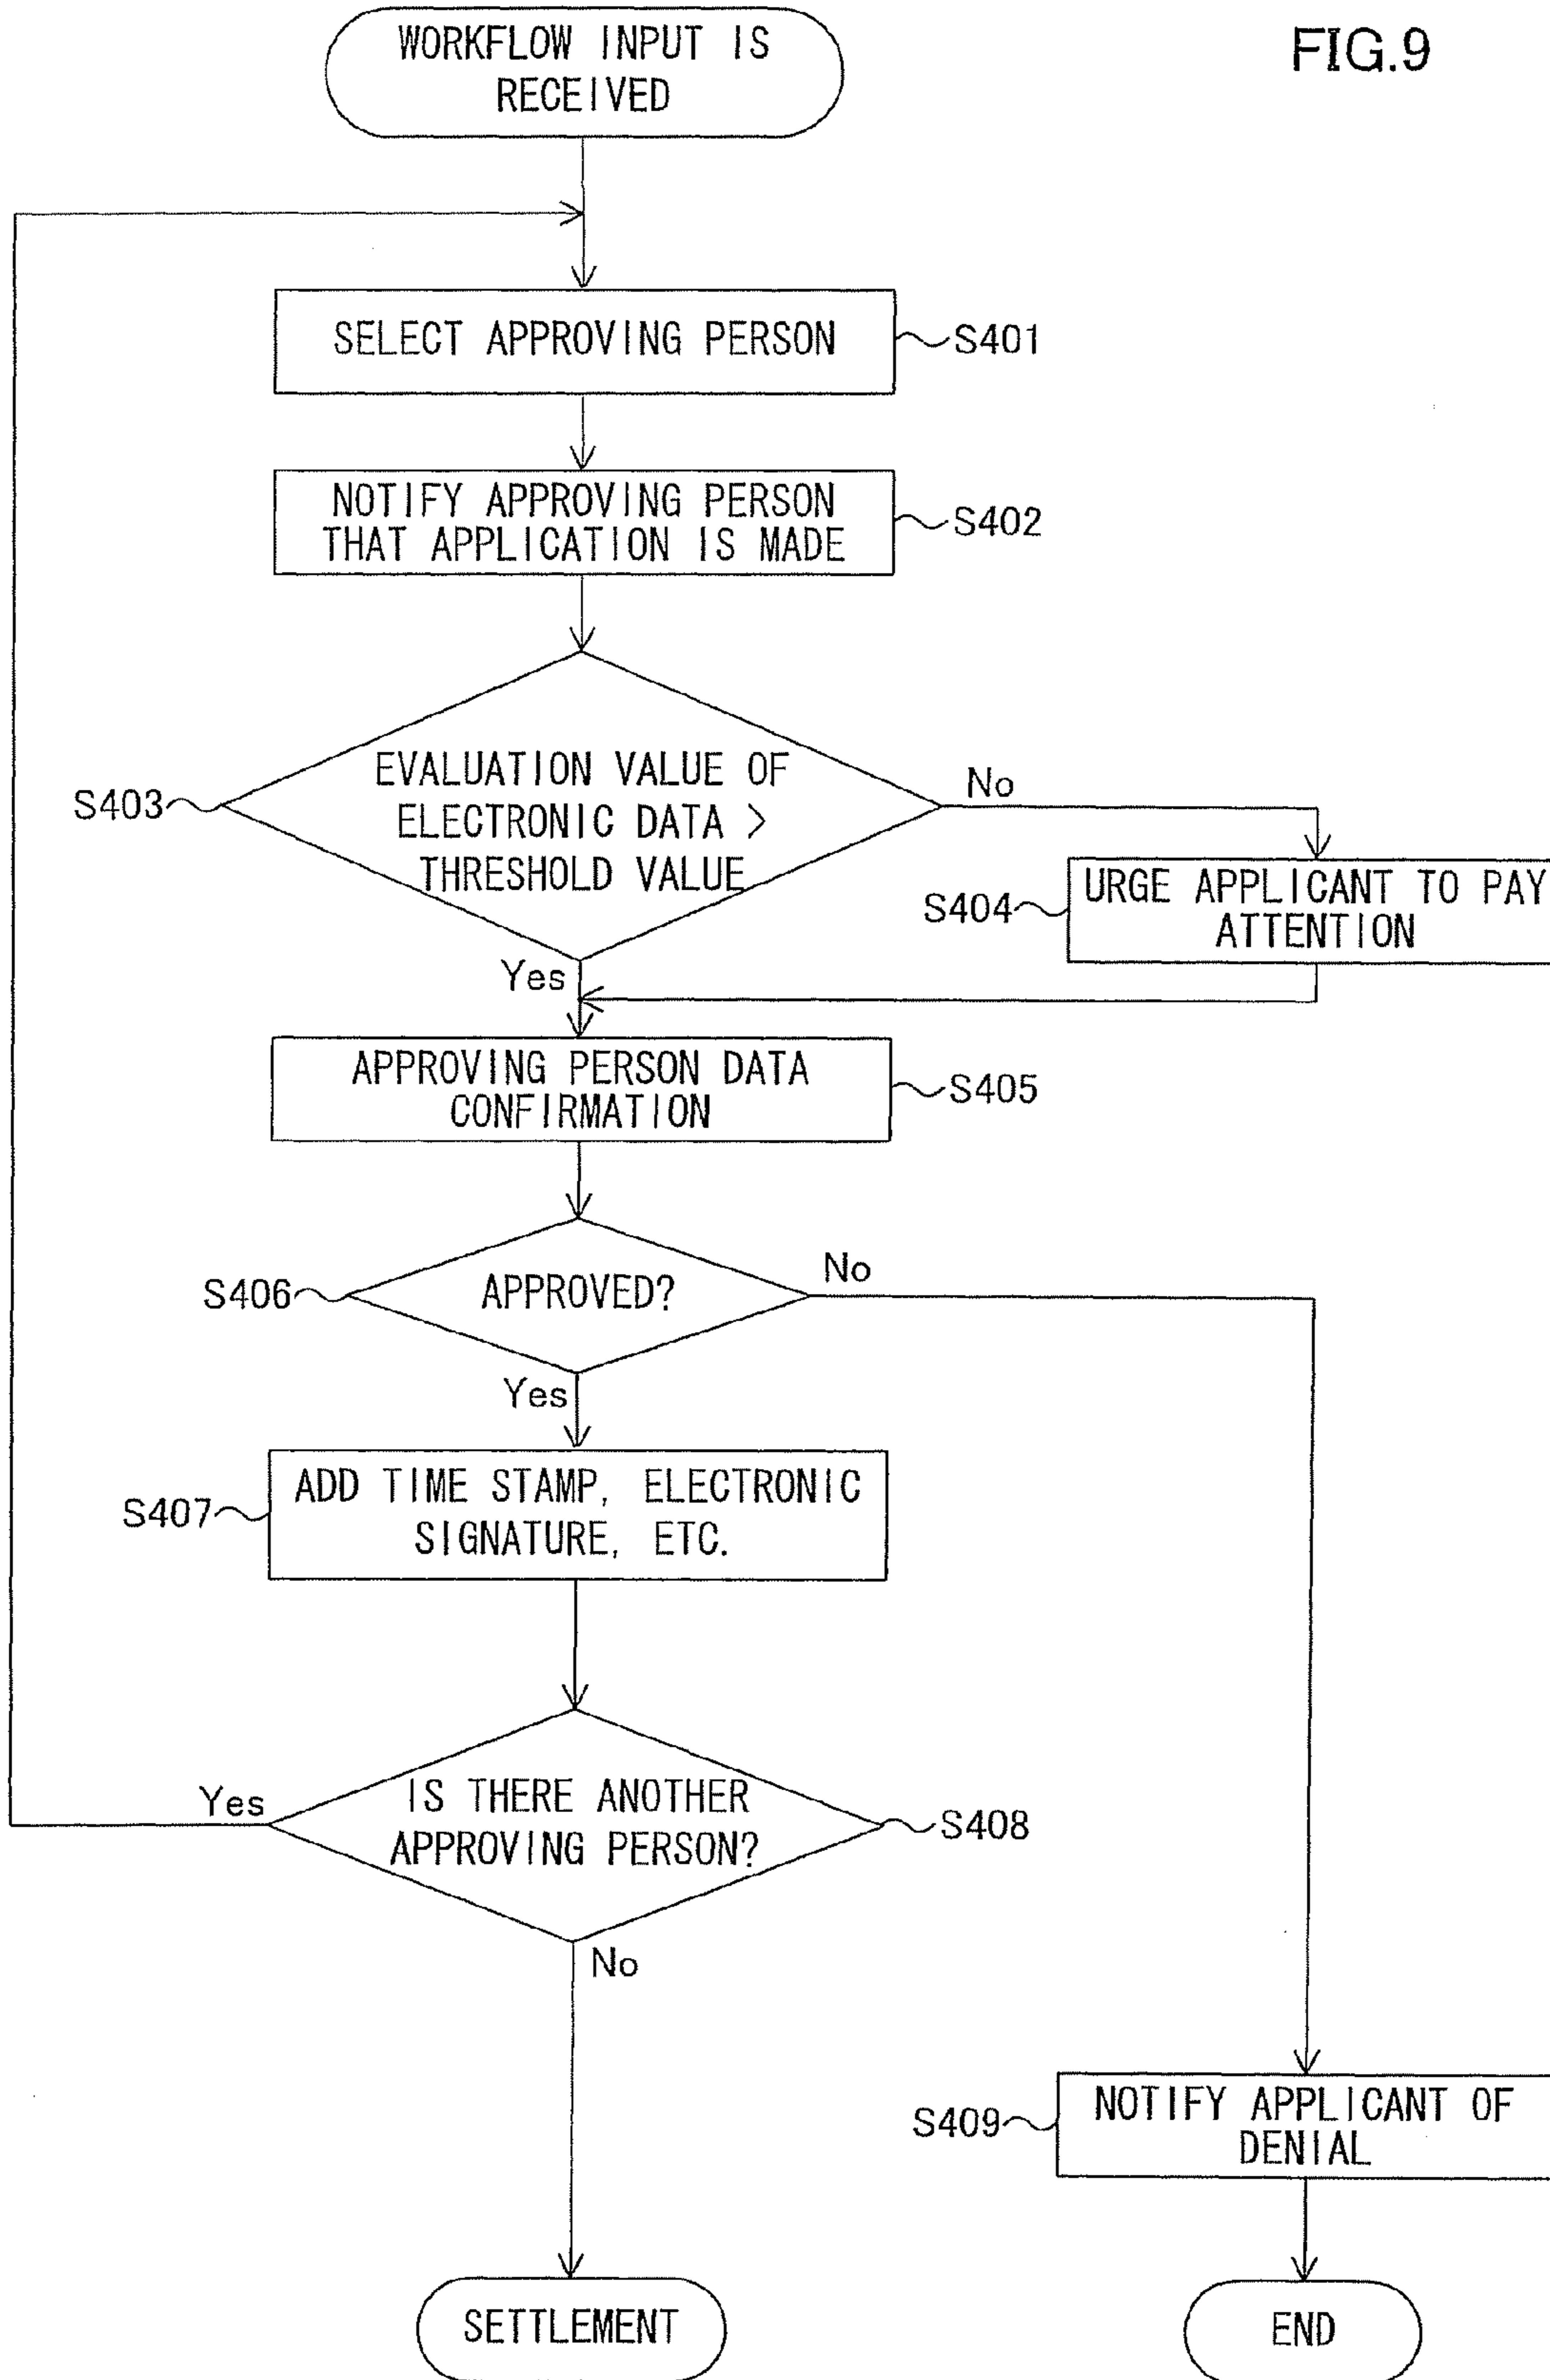 FIG.9
WORKFLOW INPUT IS
RECEIVED
SELECT APPROVING PERSON
S401
NOTIFY APPROVING PERSON
THAT APPLICATION IS MADE
S402
EVALUATION VALUE OF
ELECTRONIC DATA >
THRESHOLD VALUE
S403
No
Yes
URGE APPLICANT TO PAY
ATTENTION
S404
APPROVING PERSON DATA
CONFIRMATION
S405
APPROVED?
S406
No
Yes
ADD TIME STAMP, ELECTRONIC
SIGNATURE, ETC.
S407
IS THERE ANOTHER
APPROVING PERSON?
S408
Yes
No
NOTIFY APPLICANT OF
DENIAL
S409
SETTLEMENT
END